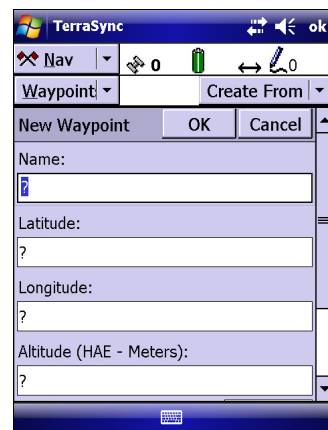 TerraSync ok
Nav 0 0
Waypoint Create From
New Waypoint OK Cancel
Name:
?
Latitude:
?
Longitude:
?
Altitude (HAE - Meters):
?